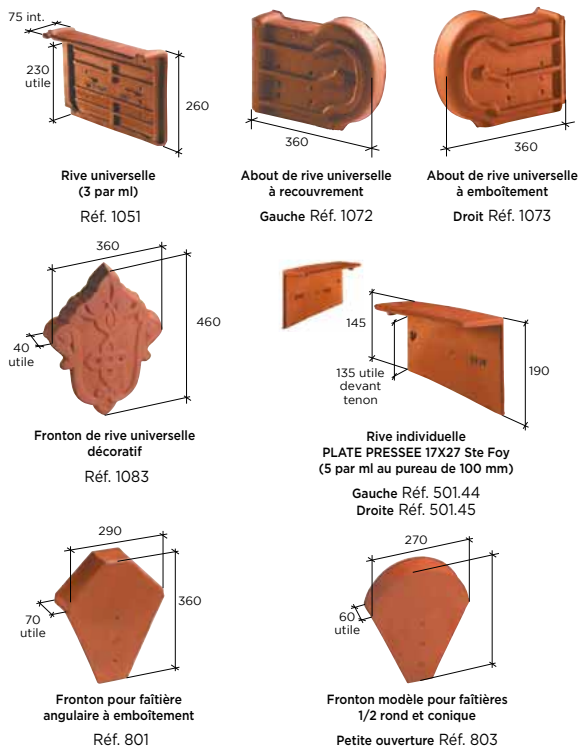 75 int.
230
utile
260
Rive universelle
(3 par ml)
Réf. 1051
360
About de rive universelle
à recouvrement
Gauche Réf. 1072
360
About de rive universelle
à emboîtement
Droit Réf. 1073
360
460
40
utile
Fronton de rive universelle
décoratif
Réf. 1083
145
135 utile
devant
tenon
190
Rive individuelle
PLATE PRESSEE 17X27 Ste Foy
(5 par ml au pureau de 100 mm)
Gauche Réf. 501.44
Droite Réf. 501.45
290
360
70
utile
Fronton pour faîtière
angulaire à emboîtement
Réf. 801
270
60
utile
Fronton modèle pour faîtières
1/2 rond et conique
Petite ouverture Réf. 803